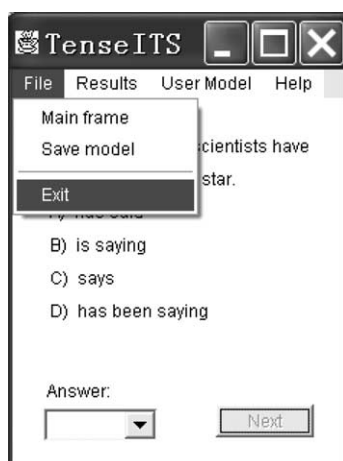 TenseITS
File Results User Model Help
Main frame
Save model
scientists have
star.
Exit
B) is saying
C) says
D) has been saying
Answer:
Next